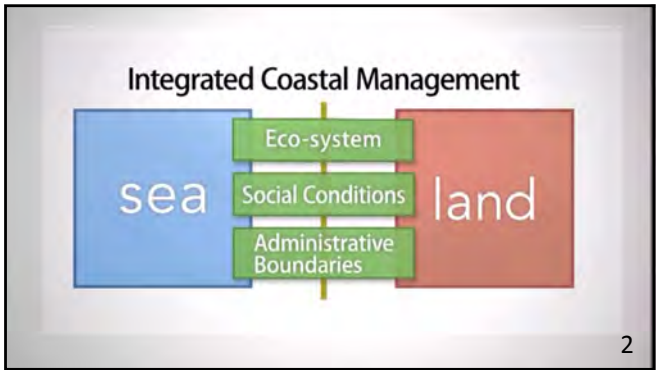 Integrated Coastal Management
sea
Eco-system
Social Conditions
Administrative
Boundaries
land
2